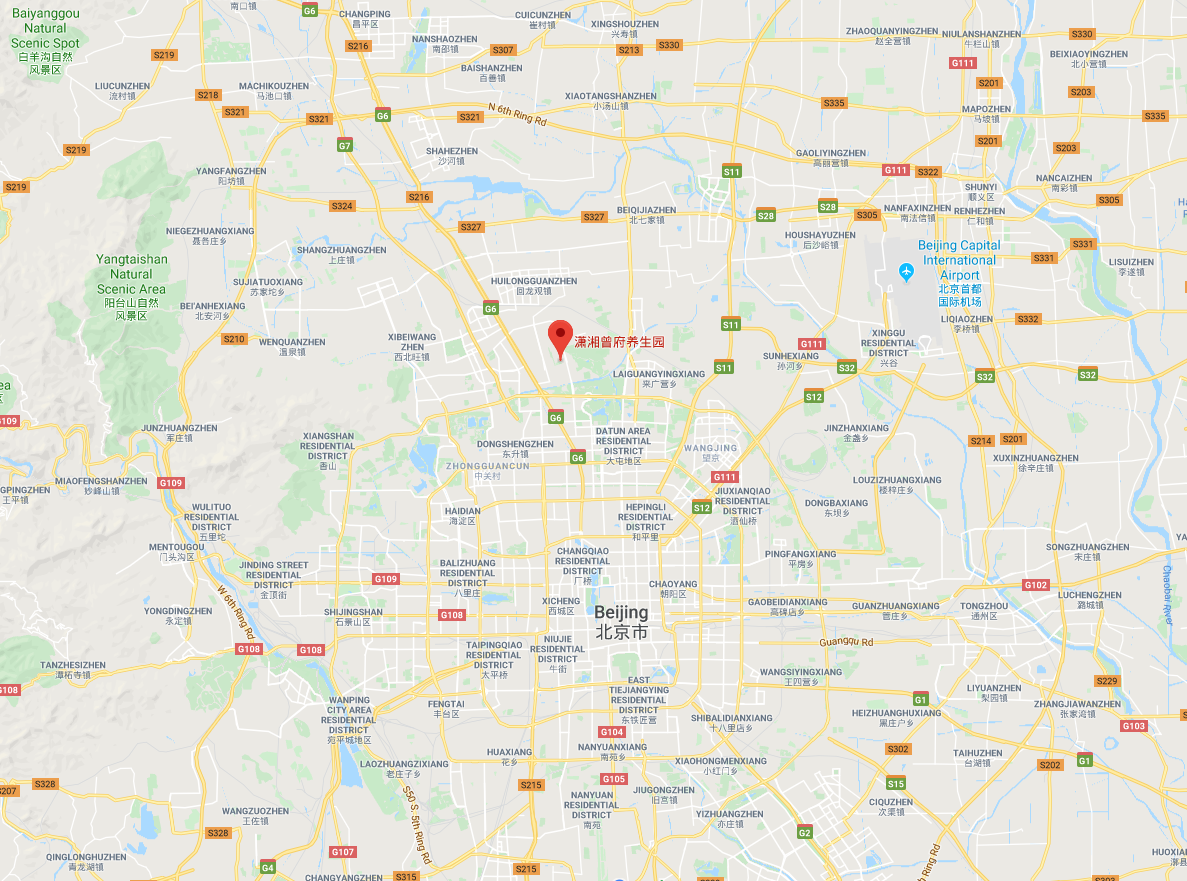 Baiyanggou
Natural
Scenic Spot
白羊沟自然
风景区
南口镇
G6
CHANGPING
昌平区
CUICUNZHEN
崔村镇
XINGSHOUZHEN
兴寿镇
ZHAOQUANYINGZHEN
赵全营镇
NIULANSHANZHEN
牛栏山镇
S330
BEIXIAOYINGZHEN
北小营镇
S219
S216
NANSHAOZHEN
南邵镇
S307
S213
S330
G111
BAISHANZHEN
百善镇
S201
S203
LIUCUNZHEN
流村镇
MACHIKOUZHEN
马池口镇
S218
S321
S321
G6
S321
N 6th Ring Rd
XIAOTANGSHANZHEN
小汤山镇
S335
MAPOZHEN
马坡镇
S335
S219
G7
SHAHEZHEN
沙河镇
GAOLIYINGZHEN
高丽营镇
S201
S203
S219
YANGFANGZHEN
阳坊镇
S11
G111
S322
NANCAIZHEN
南彩镇
SHUNYI
顺义区
S216
S324
S327
S327
BEIQIJIAZHEN
北七家镇
S28
S28
S305
NANFAXINZHEN
南法信镇
RENHEZHEN
仁和镇
S305
NIEGEZHUANGXIANG
聂各庄乡
SHANGZHUANGZHEN
上庄镇
HOUSHAYUZHEN
后沙峪镇
Beijing Capital
International
Airport
北京首都
国际机场
S331
S331
LISUIZHEN
李遂镇
Yangtaishan
Natural
Scenic Area
阳台山自然
风景区
SUJIATUOXIANG
苏家坨乡
HUILONGGUANZHEN
回龙观镇
G6
BEI'ANHEXIANG
北安河乡
S11
LIQIAOZHEN
李桥镇
S332
S210
WENQUANZHEN
温泉镇
XIBEIWANG
ZHEN
西北旺镇
潇湘曾府养生园
G111
XINGGU
RESIDENTIAL
DISTRICT
兴谷
SUNHEXIANG
孙河乡
S11
S32
S32
S32
LAIGUANGYINGXIANG
来广营乡
S12
G109
JUNZHUANGZHEN
军庄镇
XIANGSHAN
RESIDENTIAL
DISTRICT
香山
G6
DONGSHENGZHEN
东升镇
DATUN AREA
RESIDENTIAL
DISTRICT
大屯地区
WANGJING
望京
JINZHANXIANG
金盏乡
S214
S201
XUXINZHUANGZHEN
徐辛庄镇
G6
ZHONGGUANCUN
中关村
G111
LOUZIZHUANGXIANG
楼梓庄乡
MIAOFENGSHANZHEN
妙峰山镇
G109
GPINGZHEN
王平镇
WULITUO
RESIDENTIAL
DISTRICT
五里坨
HAIDIAN
海淀区
HEPINGLI
RESIDENTIAL
DISTRICT
和平里
S12
JIUXIANQIAO
RESIDENTIAL
DISTRICT
酒仙桥
DONGBAXIANG
东坝乡
MENTOUGOU
门头沟区
JINDING STREET
RESIDENTIAL
DISTRICT
金顶街
G109
BALIZHUANG
RESIDENTIAL
DISTRICT
八里庄
CHANGQIAO
RESIDENTIAL
DISTRICT
厂桥
CHAOYANG
朝阳区
PINGFANGXIANG
平房乡
SONGZHUANGZHEN
宋庄镇
G102
LUCHENGZHEN
潞城镇
Chaobai River
W 6th Ring Rd
YONGDINGZHEN
永定镇
SHIJINGSHAN
石景山区
G108
XICHENG
西城区
Beijing
北京市
GAOBEIDIANXIANG
高碑店乡
GUANZHUANGXIANG
管庄乡
TONGZHOU
通州区
Guangqu Rd
G108
G108
TAIPINGQIAO
RESIDENTIAL
DISTRICT
太平桥
NIUJIE
RESIDENTIAL
DISTRICT
牛街
TANZHESIZHEN
潭柘寺镇
G108
WANGSIYINGXIANG
王四营乡
EAST
TIEJIANGYING
RESIDENTIAL
DISTRICT
东铁匠营
S229
LIYUANZHEN
梨园镇
WANPING
CITY AREA
RESIDENTIAL
DISTRICT
宛平城地区
FENGTAI
丰台区
G1
HEIZHUANGHUXIANG
黑庄户乡
ZHANGJIAWANZHEN
张家湾镇
G103
SHIBALIDIANXIANG
十八里店乡
G104
NANYUANXIANG
南苑乡
S302
TAIHUZHEN
台湖镇
S202
G1
HUAXIANG
花乡
LAOZHUANGZIXIANG
老庄子乡
XIAOHONGMENXIANG
小红门乡
G105
S328
S207
S215
S15
JIUGONGZHEN
旧宫镇
NANYUAN
RESIDENTIAL
DISTRICT
南苑
CIQUZHEN
次渠镇
S50 S. 5th Ring Rd
WANGZUOZHEN
王佐镇
YIZHUANGZHEN
亦庄镇
S328
G2
G107
QINGLONGHUZHEN
青龙湖镇
G4
CHANGYANGZHEN
S315
S215
HUOXIAN